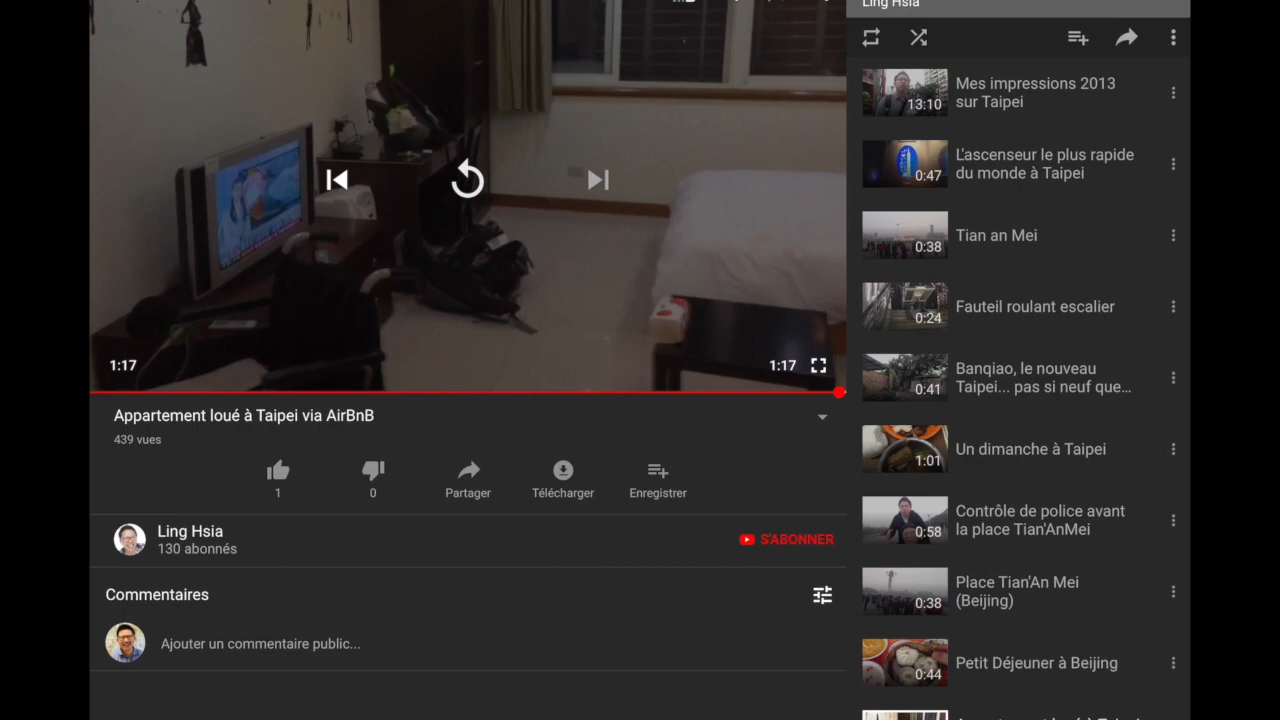 1:17
1:17
Appartement loué à Taipei via AirBnB
439 vues
1
0
Partager
Télécharger
Enregistrer
Ling Hsia
130 abonnés
S'ABONNER
Commentaires
Ajouter un commentaire public...
Ling Hsia
13:10
Mes impressions 2013
sur Taipei
0:47
L'ascenseur le plus rapide
du monde à Taipei
0:38
Tian an Mei
0:24
Fauteil roulant escalier
0:41
Banqiao, le nouveau
Taipei... pas si neuf que...
1:01
Un dimanche à Taipei
0:58
Contrôle de police avant
la place Tian'AnMei
0:38
Place Tian'An Mei
(Beijing)
0:44
Petit Déjeuner à Beijing